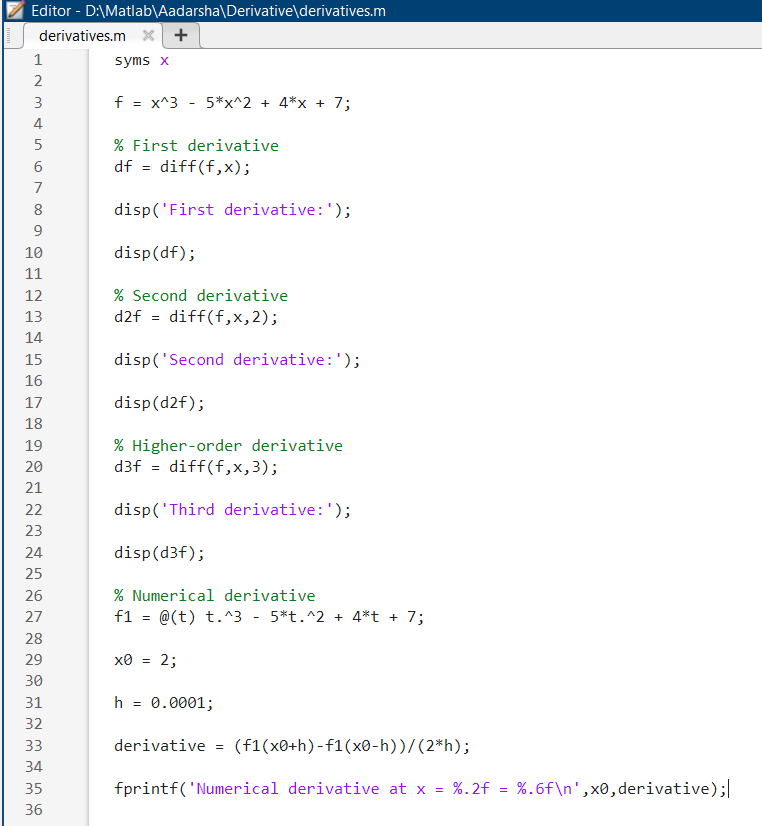 Editor - D:\Matlab\Aadarsha\Derivative\derivatives.m
derivatives.m × +
1 syms x
2
3 f = x^3 - 5*x^2 + 4*x + 7;
4
5 % First derivative
6 df = diff(f,x);
7
8 disp('First derivative:');
9
10 disp(df);
11
12 % Second derivative
13 d2f = diff(f,x,2);
14
15 disp('Second derivative:');
16
17 disp(d2f);
18
19 % Higher-order derivative
20 d3f = diff(f,x,3);
21
22 disp('Third derivative:');
23
24 disp(d3f);
25
26 % Numerical derivative
27 f1 = @(t) t.^3 - 5*t.^2 + 4*t + 7;
28
29 x0 = 2;
30
31 h = 0.0001;
32
33 derivative = (f1(x0+h)-f1(x0-h))/(2*h);
34
35 fprintf('Numerical derivative at x = %.2f = %.6f\n',x0,derivative);
36